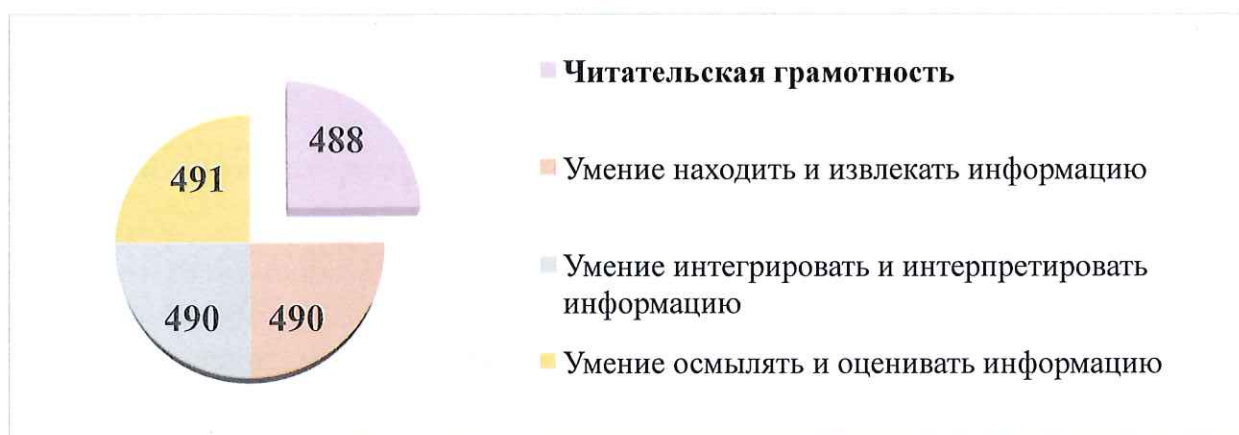 488
491
490
490
Читательская грамотность
Умение находить и извлекать информацию
Умение интегрировать и интерпретировать
информацию
Умение осмылять и оценивать информацию